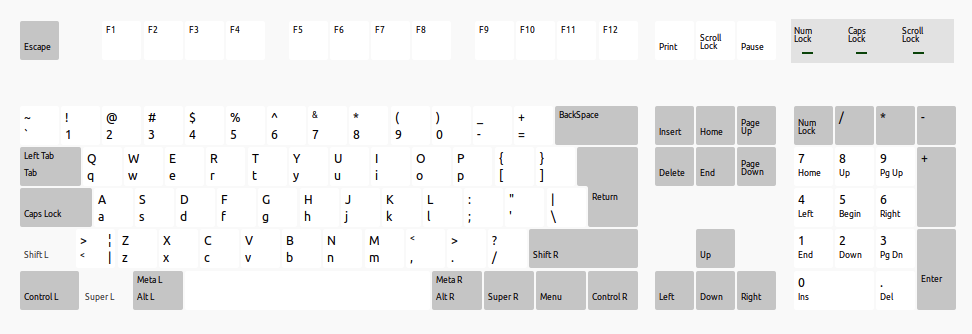 Escape F1 F2 F3 F4 F5 F6 F7 F8 F9 F10 F11 F12 Print Scroll Lock Pause Num Lock Caps Lock Scroll Lock
~ ! @ # $ % ^ & * ( ) _ + BackSpace
` 1 2 3 4 5 6 7 8 9 0 - =
Insert Home Page Up Num Lock / * -
Left Tab Q W E R T Y U I O P { }
Tab q w e r t y u i o p [ ]
Delete End Page Down
7 8 9 +
Home Up Pg Up
A S D F G H J K L : " | Return
Caps Lock a s d f g h j k l ; ' \
4 5 6
Left Begin Right
> ¦ Z X C V B N M < > ?
Shift L < | z x c v b n m , . / Shift R
Up
1 2 3
End Down Pg Dn
Enter
Meta L Meta R
Control L Super L Alt L Alt R Super R Menu Control R
Left Down Right
0 .
Ins Del